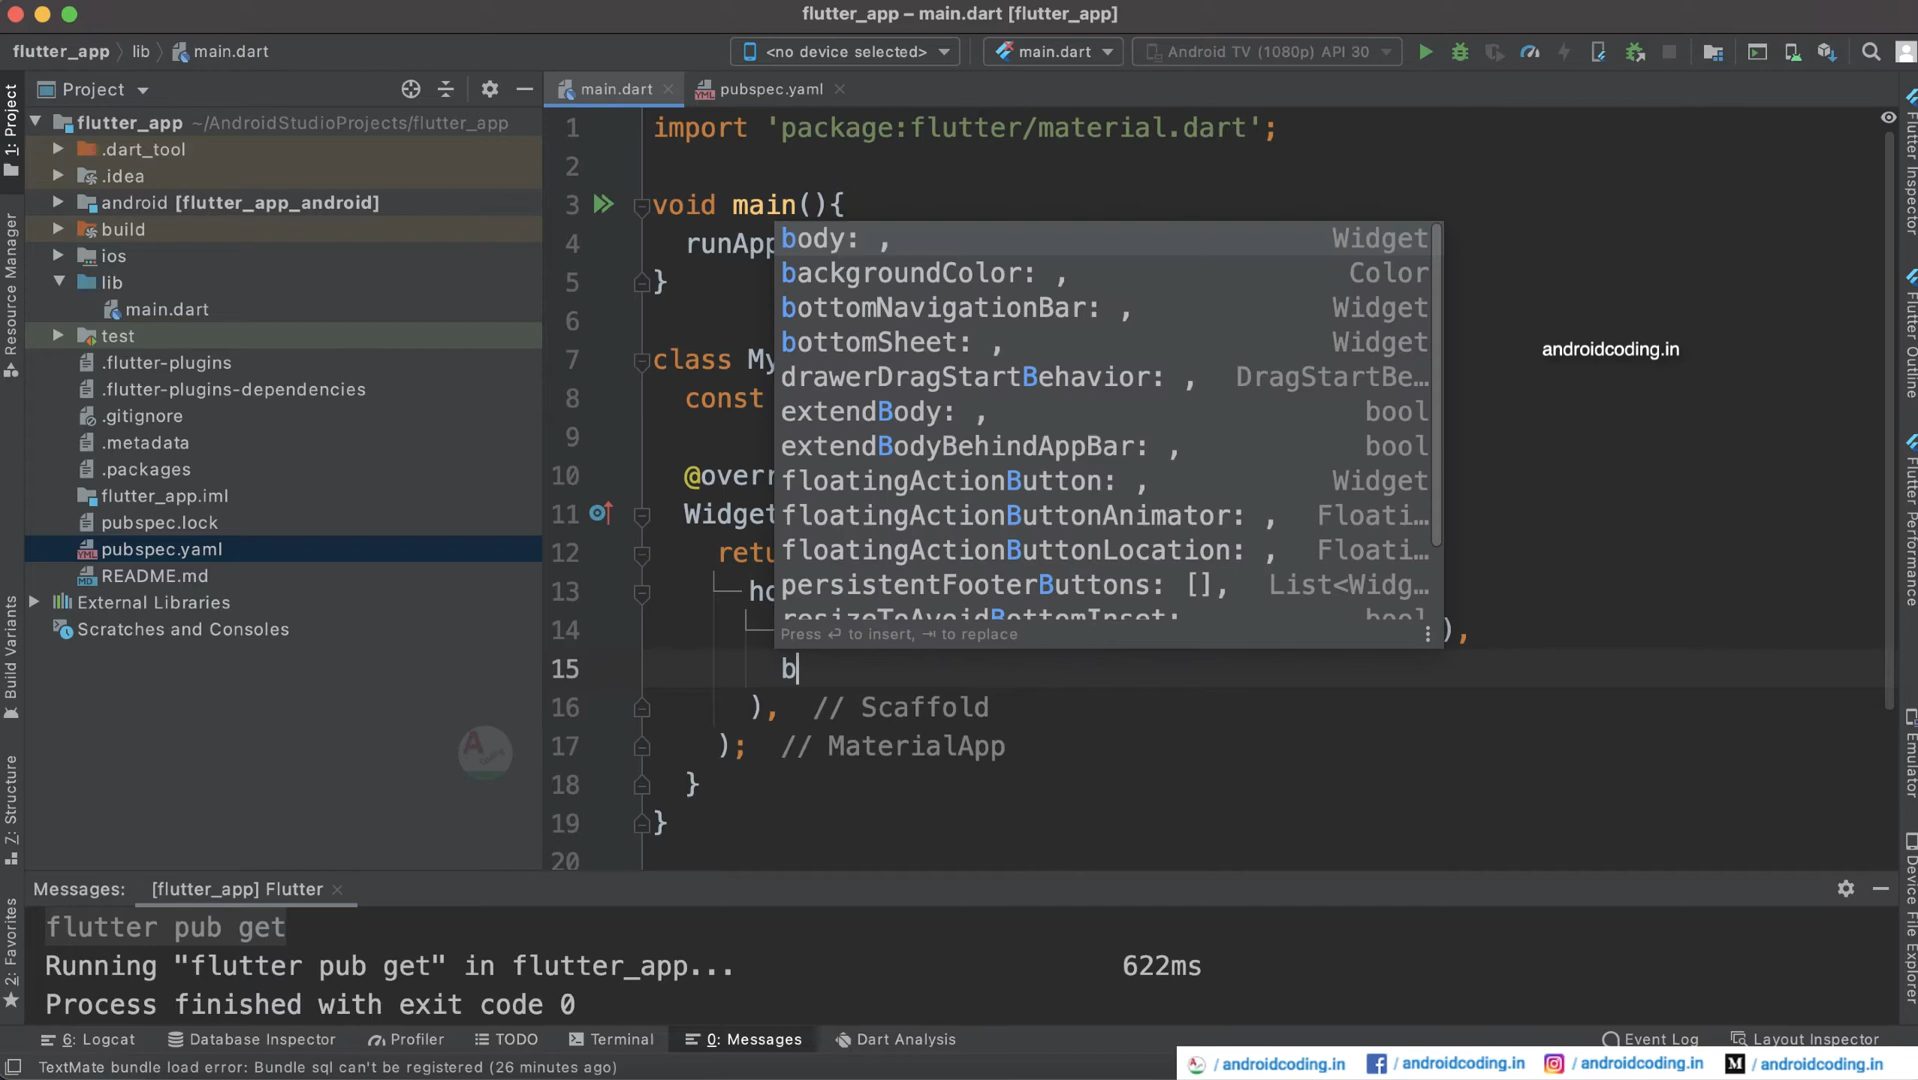 flutter_app – main.dart [flutter_app]
flutter_app
lib
main.dart
<no device selected>
main.dart
Android TV (1080p) API 30
1: Project
Resource Manager
Build Variants
7: Structure
2: Favorites
Project
flutter_app ~/AndroidStudioProjects/flutter_app
.dart_tool
.idea
android [flutter_app_android]
build
ios
lib
main.dart
test
.flutter-plugins
.flutter-plugins-dependencies
.gitignore
.metadata
.packages
flutter_app.iml
pubspec.lock
pubspec.yaml
README.md
External Libraries
Scratches and Consoles
main.dart
pubspec.yaml
1 import 'package:flutter/material.dart';
2
3 void main(){
4 runApp
5 }
6
7 class My
8 const
9
10 @overr
11 Widget
12 retu
13 ho
14 ),
15 b
16 ), // Scaffold
17 ); // MaterialApp
18 }
19 }
20
body: , Widget
backgroundColor: , Color
bottomNavigationBar: , Widget
bottomSheet: , Widget
drawerDragStartBehavior: , DragStartBe…
extendBody: , bool
extendBodyBehindAppBar: , bool
floatingActionButton: , Widget
floatingActionButtonAnimator: , Floati…
floatingActionButtonLocation: , Floati…
persistentFooterButtons: [], List<Widg…
resizeToAvoidBottomInset: bool
Press ⏎ to insert, ⇥ to replace
androidcoding.in
Flutter Inspector
Flutter Outline
Flutter Performance
Emulator
Device File Explorer
Messages: [flutter_app] Flutter
flutter pub get
Running "flutter pub get" in flutter_app... 622ms
Process finished with exit code 0
6: Logcat
Database Inspector
Profiler
TODO
Terminal
0: Messages
Dart Analysis
Event Log
Layout Inspector
TextMate bundle load error: Bundle sql can't be registered (26 minutes ago)
/androidcoding.in
/androidcoding.in
/androidcoding.in
/androidcoding.in